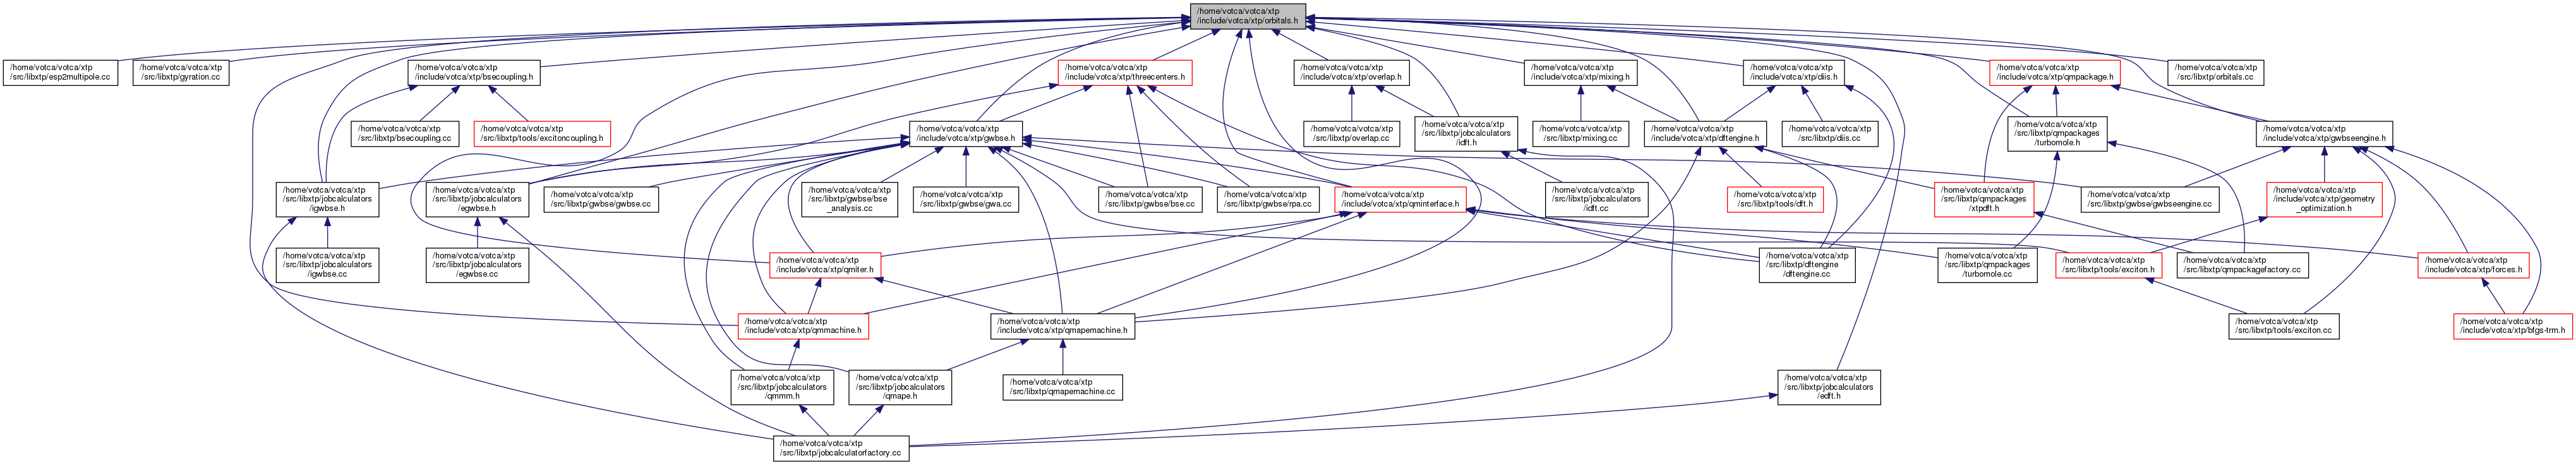 /home/votca/votca/xtp
/include/votca/xtp/orbitals.h
/home/votca/votca/xtp
/src/libxtp/esp2multipole.cc
/home/votca/votca/xtp
/src/libxtp/gyration.cc
/home/votca/votca/xtp
/include/votca/xtp/bsecoupling.h
/home/votca/votca/xtp
/include/votca/xtp/threecenters.h
/home/votca/votca/xtp
/include/votca/xtp/overlap.h
/home/votca/votca/xtp
/include/votca/xtp/mixing.h
/home/votca/votca/xtp
/include/votca/xtp/diis.h
/home/votca/votca/xtp
/include/votca/xtp/qmpackage.h
/home/votca/votca/xtp
/src/libxtp/orbitals.cc
/home/votca/votca/xtp
/src/libxtp/bsecoupling.cc
/home/votca/votca/xtp
/src/libxtp/tools/excitoncoupling.h
/home/votca/votca/xtp
/include/votca/xtp/gwbse.h
/home/votca/votca/xtp
/src/libxtp/overlap.cc
/home/votca/votca/xtp
/src/libxtp/jobcalculators
/idft.h
/home/votca/votca/xtp
/src/libxtp/mixing.cc
/home/votca/votca/xtp
/include/votca/xtp/dftengine.h
/home/votca/votca/xtp
/src/libxtp/diis.cc
/home/votca/votca/xtp
/src/libxtp/qmpackages
/turbomole.h
/home/votca/votca/xtp
/include/votca/xtp/gwbseengine.h
/home/votca/votca/xtp
/src/libxtp/jobcalculators
/igwbse.h
/home/votca/votca/xtp
/src/libxtp/jobcalculators
/egwbse.h
/home/votca/votca/xtp
/src/libxtp/gwbse/gwbse.cc
/home/votca/votca/xtp
/src/libxtp/gwbse/bse
_analysis.cc
/home/votca/votca/xtp
/src/libxtp/gwbse/gwa.cc
/home/votca/votca/xtp
/src/libxtp/gwbse/bse.cc
/home/votca/votca/xtp
/src/libxtp/gwbse/rpa.cc
/home/votca/votca/xtp
/include/votca/xtp/qminterface.h
/home/votca/votca/xtp
/src/libxtp/jobcalculators
/idft.cc
/home/votca/votca/xtp
/src/libxtp/tools/dft.h
/home/votca/votca/xtp
/src/libxtp/qmpackages
/xtpdft.h
/home/votca/votca/xtp
/src/libxtp/gwbse/gwbseengine.cc
/home/votca/votca/xtp
/include/votca/xtp/geometry
_optimization.h
/home/votca/votca/xtp
/src/libxtp/jobcalculators
/igwbse.cc
/home/votca/votca/xtp
/src/libxtp/jobcalculators
/egwbse.cc
/home/votca/votca/xtp
/include/votca/xtp/qmiter.h
/home/votca/votca/xtp
/src/libxtp/dftengine
/dftengine.cc
/home/votca/votca/xtp
/src/libxtp/qmpackages
/turbomole.cc
/home/votca/votca/xtp
/src/libxtp/tools/exciton.h
/home/votca/votca/xtp
/src/libxtp/qmpackagefactory.cc
/home/votca/votca/xtp
/include/votca/xtp/forces.h
/home/votca/votca/xtp
/include/votca/xtp/qmmachine.h
/home/votca/votca/xtp
/include/votca/xtp/qmapemachine.h
/home/votca/votca/xtp
/src/libxtp/tools/exciton.cc
/home/votca/votca/xtp
/include/votca/xtp/bfgs-trm.h
/home/votca/votca/xtp
/src/libxtp/jobcalculators
/qmmm.h
/home/votca/votca/xtp
/src/libxtp/jobcalculators
/qmape.h
/home/votca/votca/xtp
/src/libxtp/qmapemachine.cc
/home/votca/votca/xtp
/src/libxtp/jobcalculators
/edft.h
/home/votca/votca/xtp
/src/libxtp/jobcalculatorfactory.cc